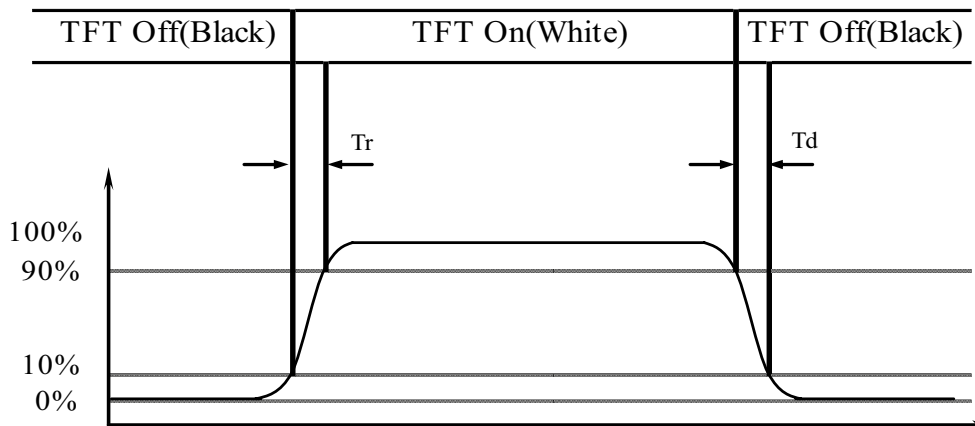 TFT Off(Black) TFT On(White) TFT Off(Black)
Tr Td
100%
90%
10%
0%